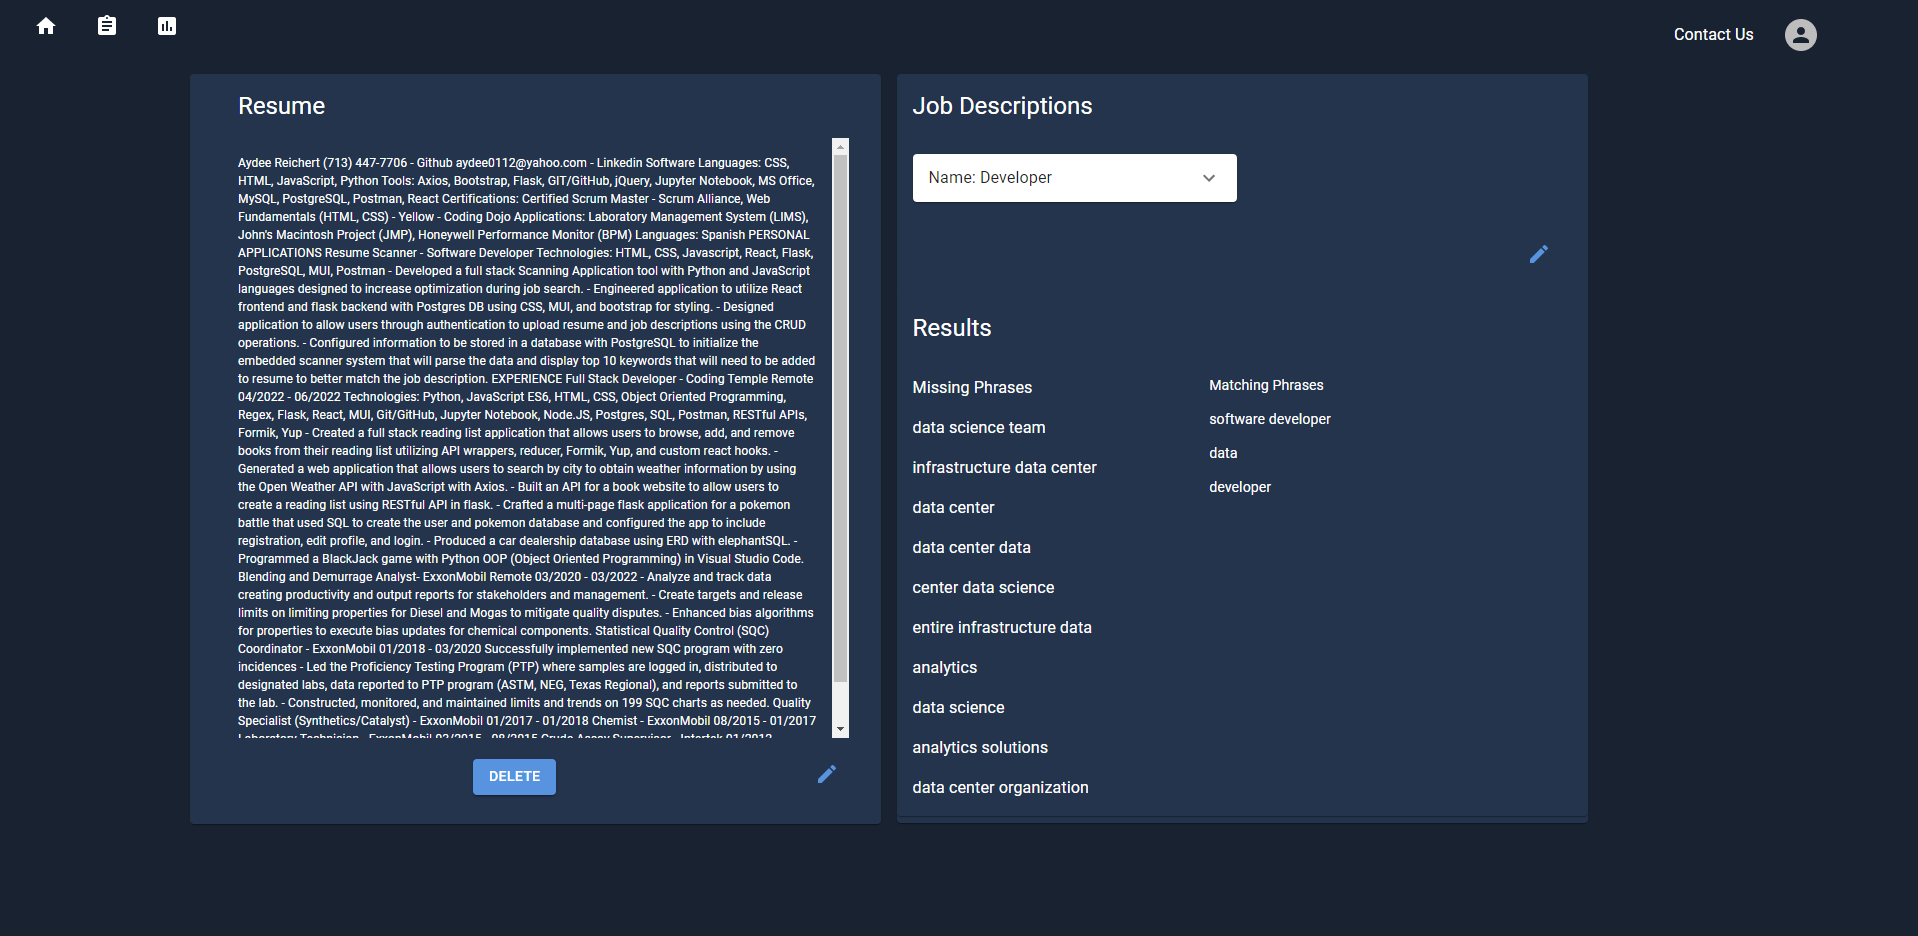 Contact Us
Resume
Aydee Reichert (713) 447-7706 - Github aydee0112@yahoo.com - Linkedin Software Languages: CSS,
HTML, JavaScript, Python Tools: Axios, Bootstrap, Flask, GIT/GitHub, jQuery, Jupyter Notebook, MS Office,
MySQL, PostgreSQL, Postman, React Certifications: Certified Scrum Master - Scrum Alliance, Web
Fundamentals (HTML, CSS) - Yellow - Coding Dojo Applications: Laboratory Management System (LIMS),
John's Macintosh Project (JMP), Honeywell Performance Monitor (BPM) Languages: Spanish PERSONAL
APPLICATIONS Resume Scanner - Software Developer Technologies: HTML, CSS, Javascript, React, Flask,
PostgreSQL, MUI, Postman - Developed a full stack Scanning Application tool with Python and JavaScript
languages designed to increase optimization during job search. - Engineered application to utilize React
frontend and flask backend with Postgres DB using CSS, MUI, and bootstrap for styling. - Designed
application to allow users through authentication to upload resume and job descriptions using the CRUD
operations. - Configured information to be stored in a database with PostgreSQL to initialize the
embedded scanner system that will parse the data and display top 10 keywords that will need to be added
to resume to better match the job description. EXPERIENCE Full Stack Developer - Coding Temple Remote
04/2022 - 06/2022 Technologies: Python, JavaScript ES6, HTML, CSS, Object Oriented Programming,
Regex, Flask, React, MUI, Git/GitHub, Jupyter Notebook, Node.JS, Postgres, SQL, Postman, RESTful APIs,
Formik, Yup - Created a full stack reading list application that allows users to browse, add, and remove
books from their reading list utilizing API wrappers, reducer, Formik, Yup, and custom react hooks. -
Generated a web application that allows users to search by city to obtain weather information by using
the Open Weather API with JavaScript with Axios. - Built an API for a book website to allow users to
create a reading list using RESTful API in flask. - Crafted a multi-page flask application for a pokemon
battle that used SQL to create the user and pokemon database and configured the app to include
registration, edit profile, and login. - Produced a car dealership database using ERD with elephantSQL. -
Programmed a BlackJack game with Python OOP (Object Oriented Programming) in Visual Studio Code.
Blending and Demurrage Analyst- ExxonMobil Remote 03/2020 - 03/2022 - Analyze and track data
creating productivity and output reports for stakeholders and management. - Create targets and release
limits on limiting properties for Diesel and Mogas to mitigate quality disputes. - Enhanced bias algorithms
for properties to execute bias updates for chemical components. Statistical Quality Control (SQC)
Coordinator - ExxonMobil 01/2018 - 03/2020 Successfully implemented new SQC program with zero
incidences - Led the Proficiency Testing Program (PTP) where samples are logged in, distributed to
designated labs, data reported to PTP program (ASTM, NEG, Texas Regional), and reports submitted to
the lab. - Constructed, monitored, and maintained limits and trends on 199 SQC charts as needed. Quality
Specialist (Synthetics/Catalyst) - ExxonMobil 01/2017 - 01/2018 Chemist - ExxonMobil 08/2015 - 01/2017
Laboratory Technician - ExxonMobil 03/2015 - 08/2015 Crude Assay Supervisor - Intertek 01/2012
DELETE
Job Descriptions
Name: Developer
Results
Missing Phrases
data science team
infrastructure data center
data center
data center data
center data science
entire infrastructure data
analytics
data science
analytics solutions
data center organization
Matching Phrases
software developer
data
developer